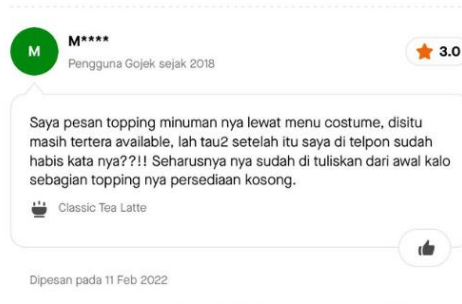 M
M****
Pengguna Gojek sejak 2018
3.0
Saya pesan topping minuman nya lewat menu costume, disitu
masih tertera available, lah tau2 setelah itu saya di telpon sudah
habis kata nya??!! Seharusnya nya sudah di tuliskan dari awal kalo
sebagian topping nya persediaan kosong.
Classic Tea Latte
Dipesan pada 11 Feb 2022